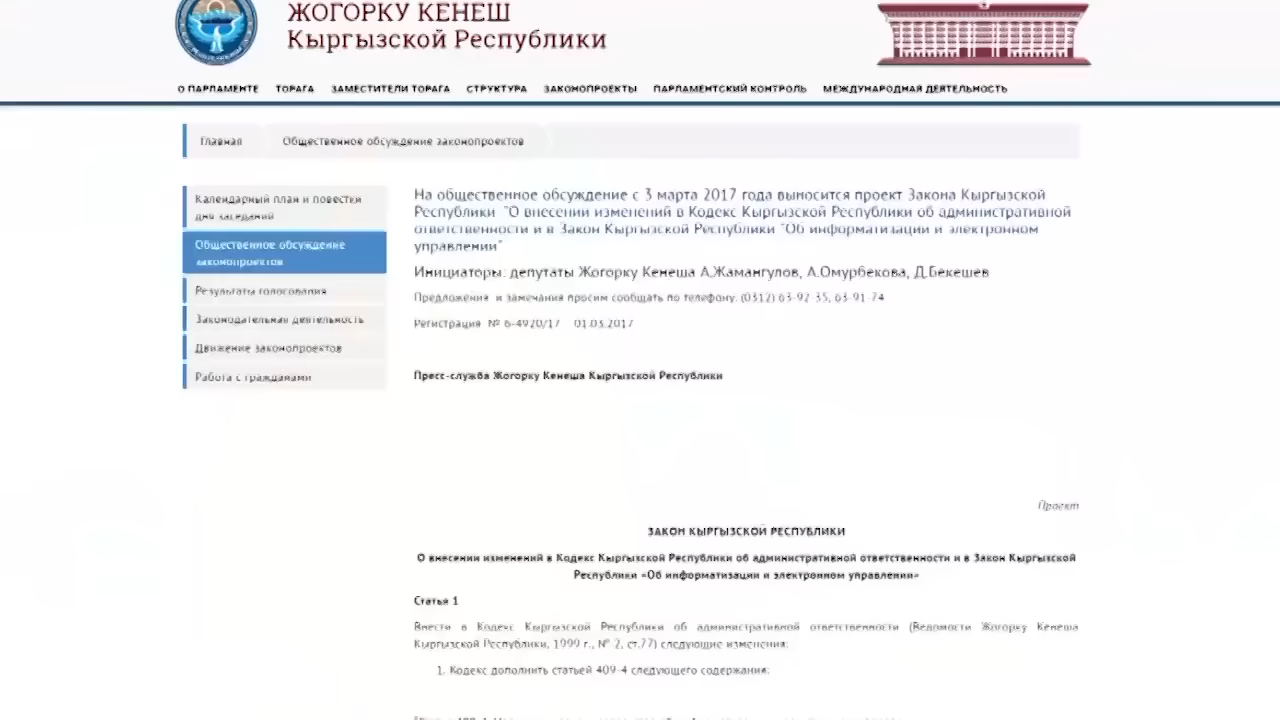 ЖОГОРКУ КЕНЕШ
Кыргызской Республики
О ПАРЛАМЕНТЕ ТОРАГА ЗАМЕСТИТЕЛИ ТОРАГА СТРУКТУРА ЗАКОНОПРОЕКТЫ ПАРЛАМЕНТСКИЙ КОНТРОЛЬ МЕЖДУНАРОДНАЯ ДЕЯТЕЛЬНОСТЬ
Главная Общественное обсуждение законопроектов
Календарный план и повестки
дня заседаний
Общественное обсуждение
законопроектов
Результаты голосования
Законодательная деятельность
Движение законопроектов
Работа с гражданами
На общественное обсуждение с 3 марта 2017 года выносится проект Закона Кыргызской
Республики "О внесении изменений в Кодекс Кыргызской Республики об административной
ответственности и в Закон Кыргызской Республики "Об информатизации и электронном
управлении"
Инициаторы: депутаты Жогорку Кенеша А.Жамангулов, А.Омурбекова, Д.Бекешев
Предложения и замечания просим сообщать по телефону: (0312) 63-92-35, 63-91-74
Регистрация № 6-4920/17 01.03.2017
Пресс-служба Жогорку Кенеша Кыргызской Республики
Проект
ЗАКОН КЫРГЫЗСКОЙ РЕСПУБЛИКИ
О внесении изменений в Кодекс Кыргызской Республики об административной ответственности и в Закон Кыргызской
Республики «Об информатизации и электронном управлении»
Статья 1
Внести в Кодекс Кыргызской Республики об административной ответственности (Ведомости Жогорку Кенеша
Кыргызской Республики, 1999 г., № 2, ст.77) следующие изменения:
1. Кодекс дополнить статьей 409-4 следующего содержания: